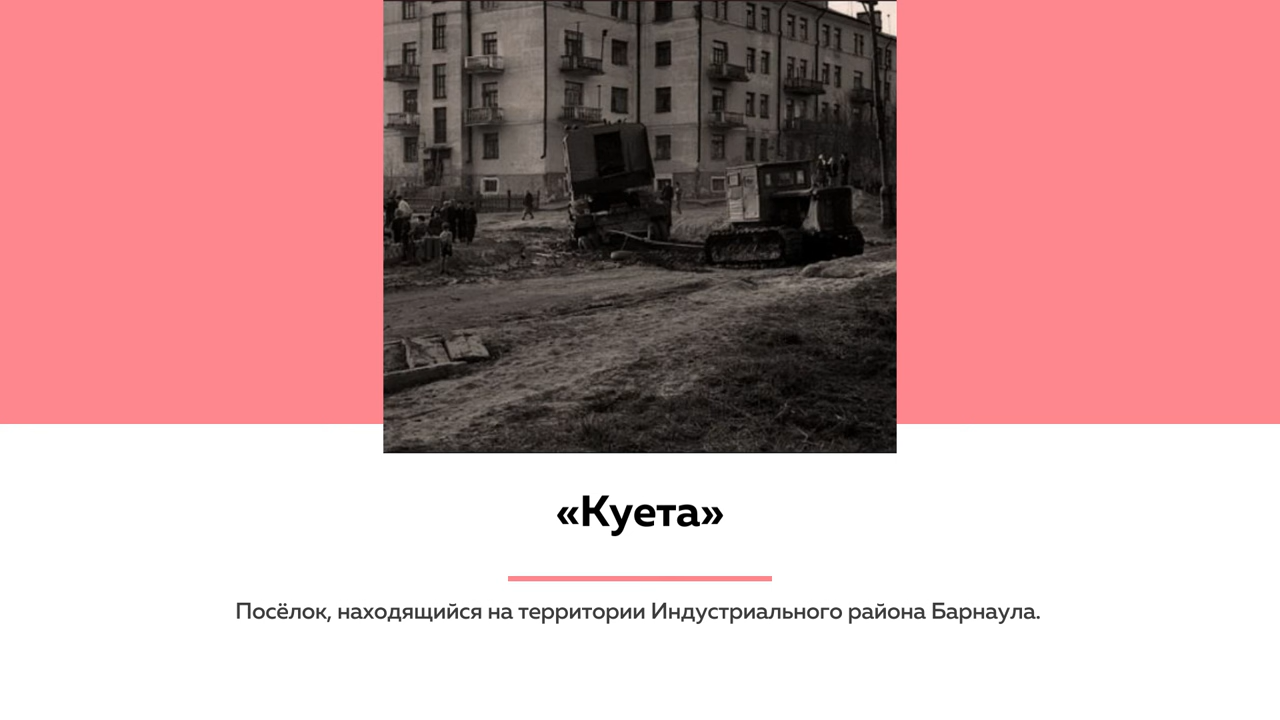 «Куета»
Посёлок, находящийся на территории Индустриального района Барнаула.